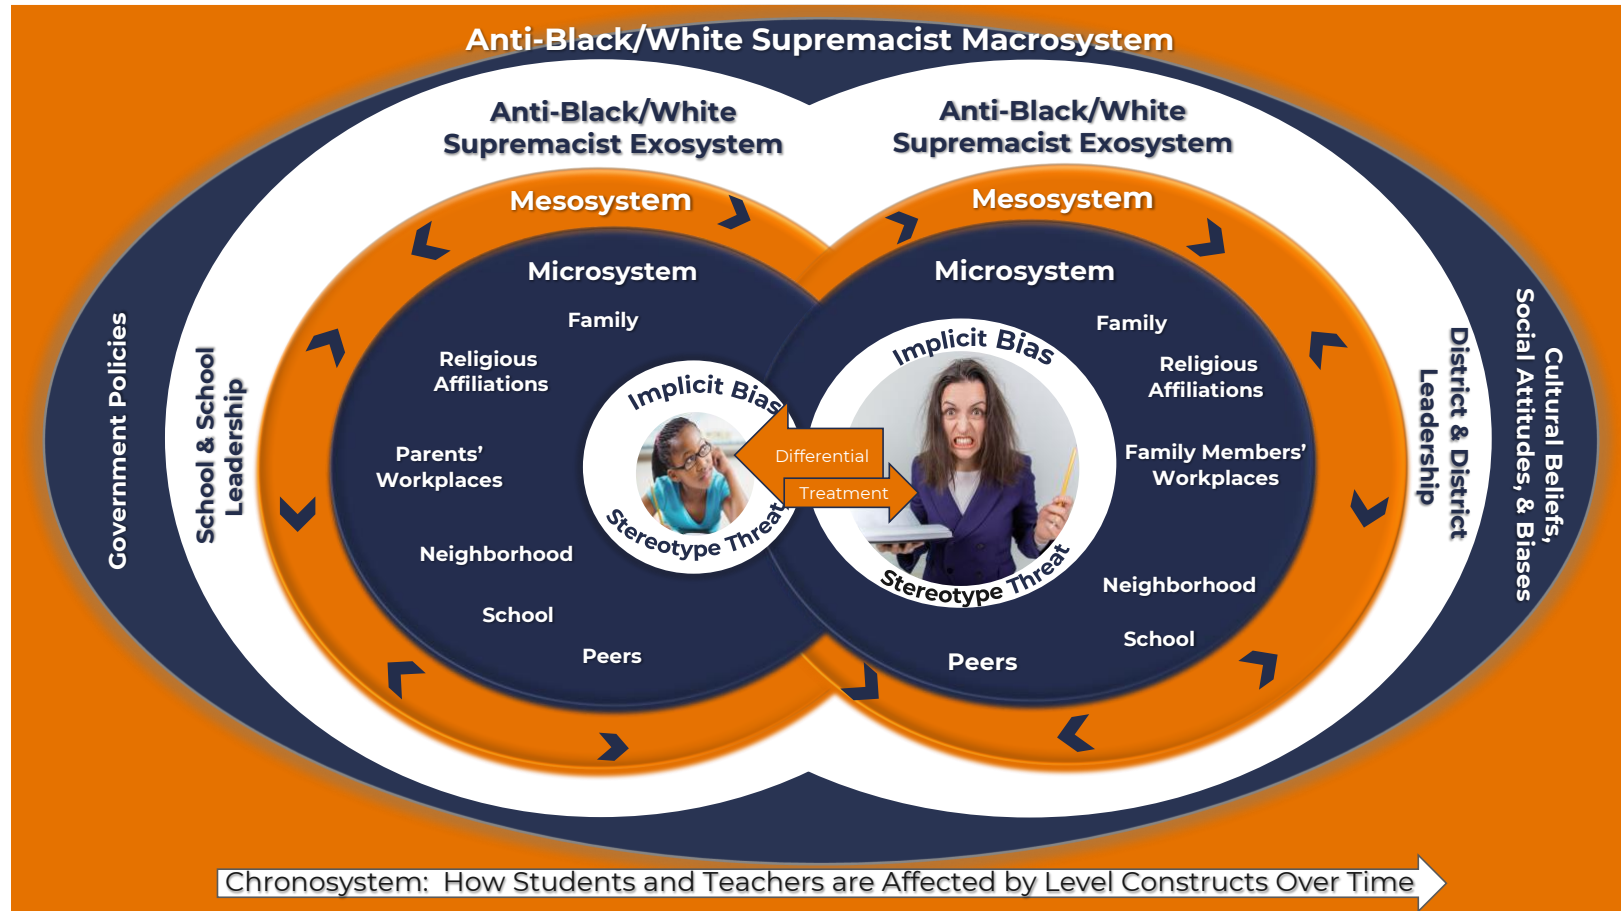 Anti-Black/White Supremacist Macrosystem
Anti-Black/White
Supremacist Exosystem
Anti-Black/White
Supremacist Exosystem
Mesosystem
Mesosystem
Microsystem
Microsystem
Government Policies
School & School
Leadership
Family
Religious
Affiliations
Parents’
Workplaces
Neighborhood
School
Peers
Implicit Bias
Stereotype Threat
Differential
Treatment
Implicit Bias
Stereotype Threat
Family
Religious
Affiliations
Family Members’
Workplaces
Neighborhood
School
Peers
District & District
Leadership
Cultural Beliefs,
Social Attitudes, & Biases
Chronosystem:  How Students and Teachers are Affected by Level Constructs Over Time